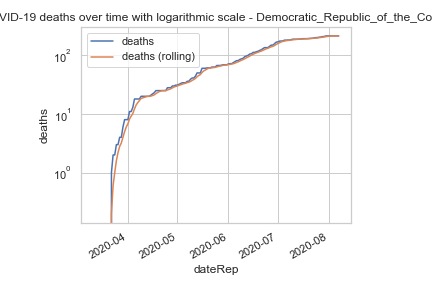 VID-19 deaths over time with logarithmic scale - Democratic_Republic_of_the_Co
deaths
deaths (rolling)
10²
10¹
10⁰
deaths
2020-04
2020-05
2020-06
2020-07
2020-08
dateRep